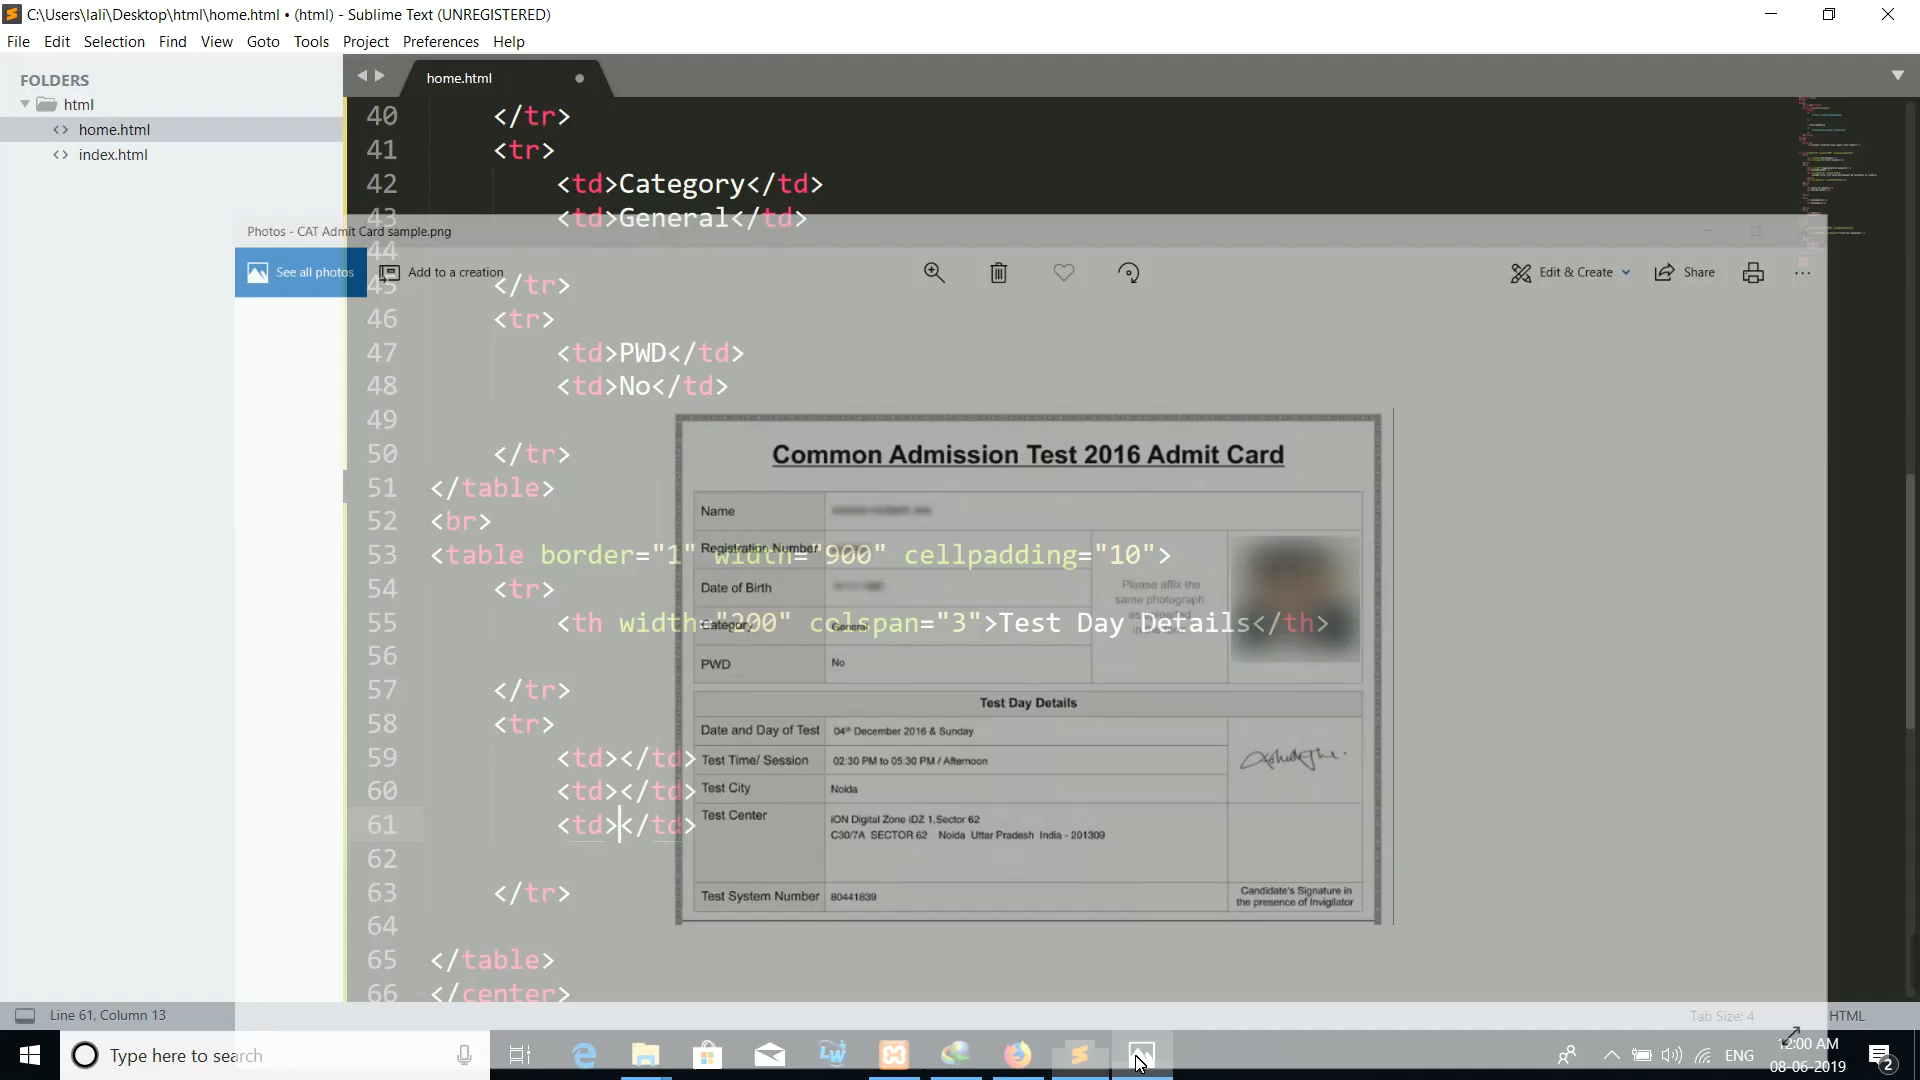 C:\Users\lali\Desktop\html\home.html • (html) - Sublime Text (UNREGISTERED)
File Edit Selection Find View Goto Tools Project Preferences Help
FOLDERS
html
home.html
index.html
home.html
40 </tr>
41 <tr>
42 <td>Category</td>
43 <td>General</td>
44
45 </tr>
46 <tr>
47 <td>PWD</td>
48 <td>No</td>
49
50 </tr>
51 </table>
52 <br>
53 <table border="1" width="900" cellpadding="10">
54 <tr>
55 <th width="200" colspan="3">Test Day Details</th>
56
57 </tr>
58 <tr>
59 <td></td>
60 <td></td>
61 <td></td>
62
63 </tr>
64
65 </table>
66 </center>
Photos - CAT Admit Card sample.png
See all photos
Add to a creation
Edit & Create
Share
Common Admission Test 2016 Admit Card
Name
Registration Number
Date of Birth
Category General
PWD No
Please affix the
same photograph
as uploaded
Test Day Details
Date and Day of Test 04th December 2016 & Sunday
Test Time/ Session 02:30 PM to 05:30 PM / Afternoon
Test City Noida
Test Center iON Digital Zone iDZ 1,Sector 62
C30/7A SECTOR 62 Noida Uttar Pradesh India - 201309
Test System Number 80441839
Candidate's Signature in
the presence of Invigilator
Line 61, Column 13
Tab Size: 4
HTML
Type here to search
ENG
12:00 AM
08-06-2019
2